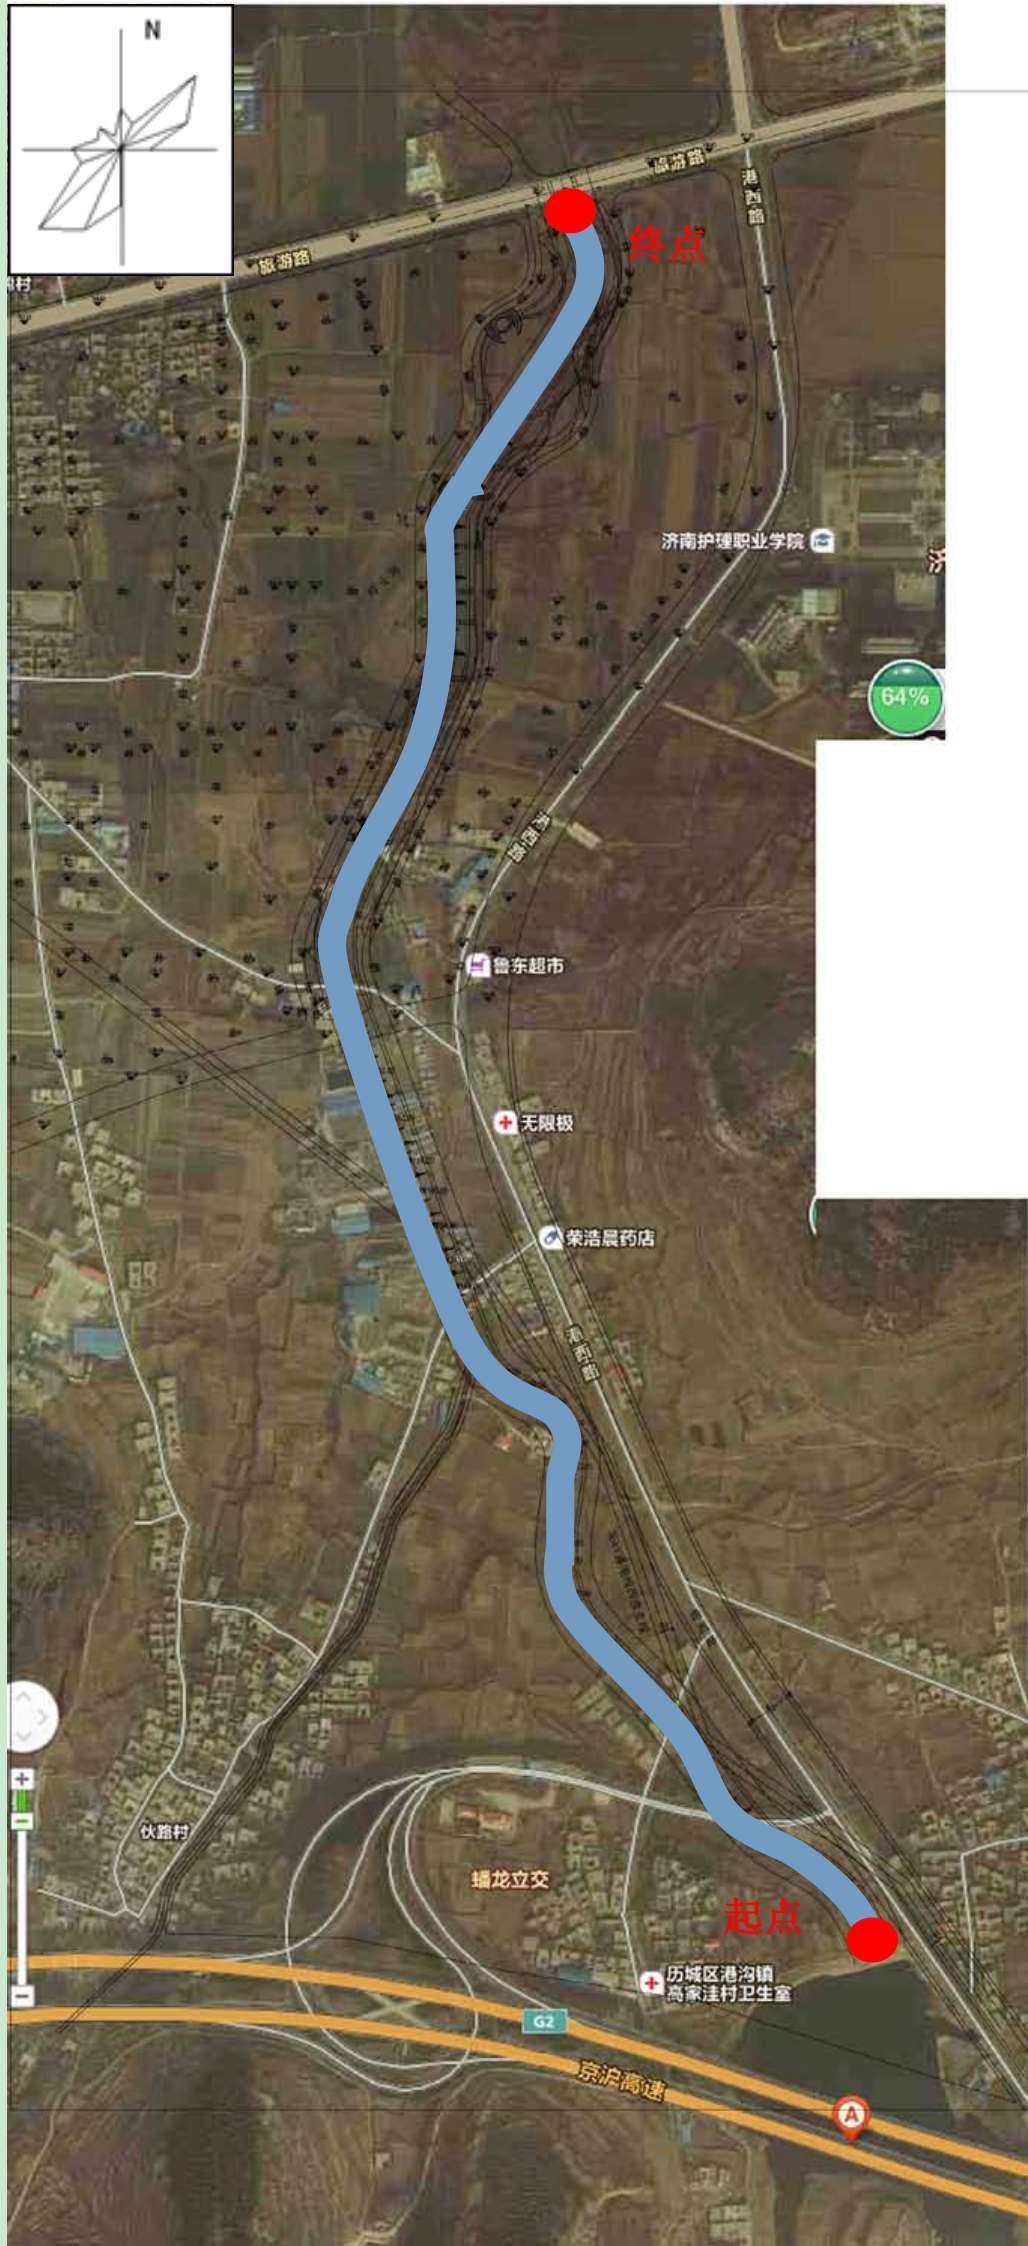 N
旅游路
港西路
终点
旅游路
济南护理职业学院
64%
港西路
鲁东超市
无限极
荣浩晨药店
港西路
伙路村
蟠龙立交
起点
历城区港沟镇
高家洼村卫生室
G2
京沪高速
A